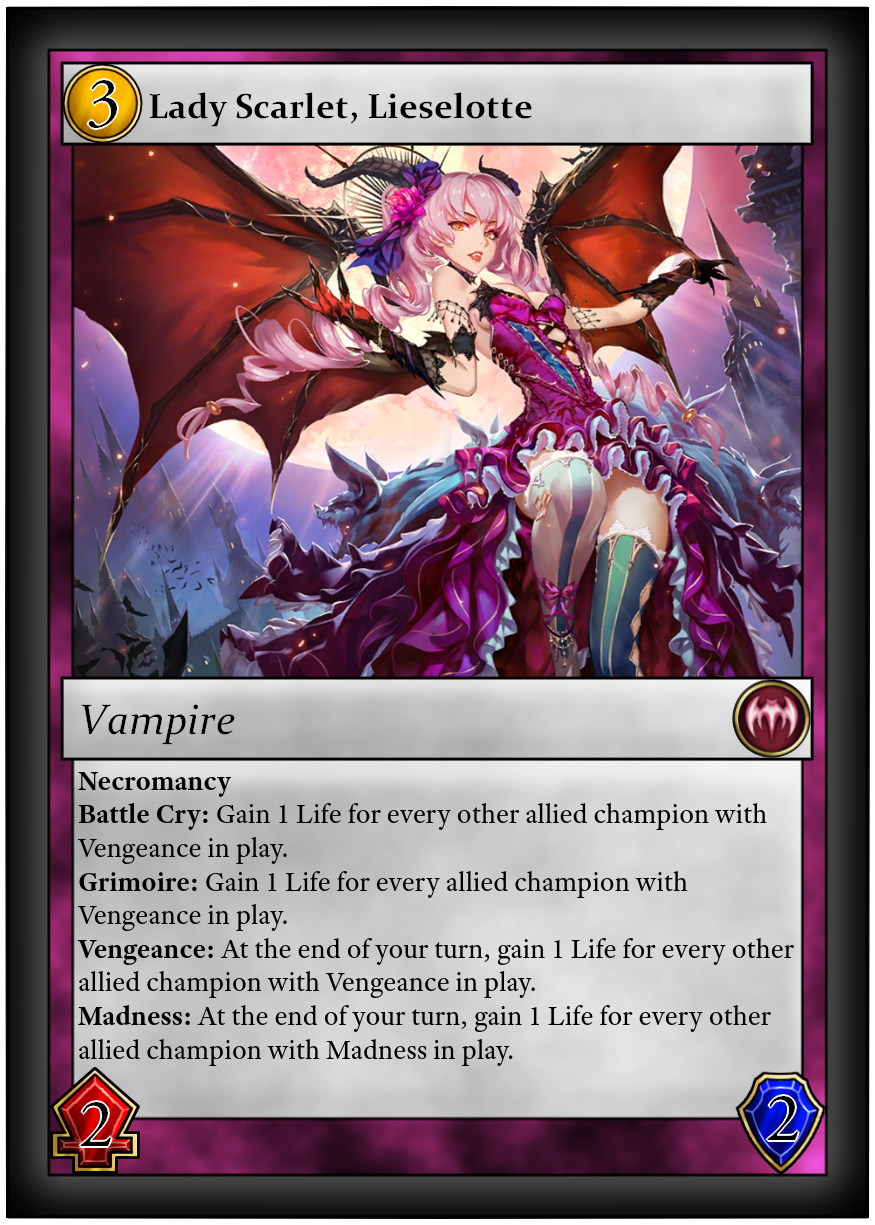 3
Lady Scarlet, Lieselotte
Vampire
Necromancy
Battle Cry: Gain 1 Life for every other allied champion with
Vengeance in play.
Grimoire: Gain 1 Life for every allied champion with
Vengeance in play.
Vengeance: At the end of your turn, gain 1 Life for every other
allied champion with Vengeance in play.
Madness: At the end of your turn, gain 1 Life for every other
allied champion with Madness in play.
2
2